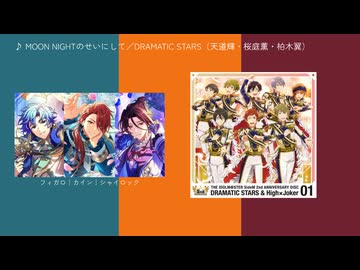 ♪ MOON NIGHTのせいにして／DRAMATIC STARS（天道輝・桜庭薫・柏木翼）
フィガロ｜カイン｜シャイロック
THE IDOLM@STER SideM 2nd ANNIVERSARY DISC
DRAMATIC STARS & High×Joker 01